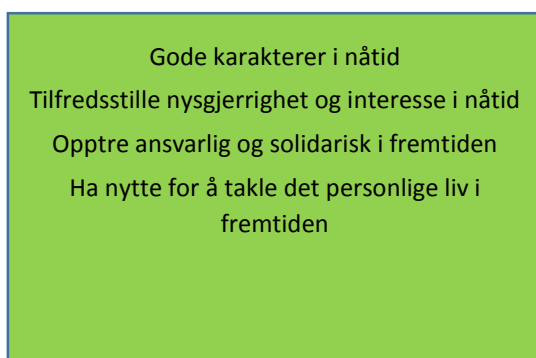 Gode karakterer i nåtid
Tilfredsstille nysgjerrighet og interesse i nåtid
Opptre ansvarlig og solidarisk i fremtiden
Ha nytte for å takle det personlige liv i
fremtiden